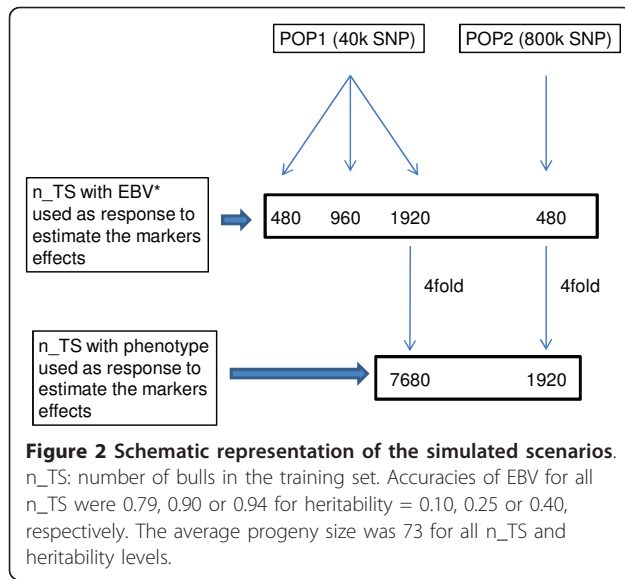 POP1 (40k SNP)
POP2 (800k SNP)
n_TS with EBV*
used as response to
estimate the markers
effects
480 960 1920 480
4fold 4fold
n_TS with phenotype
used as response to
estimate the markers
effects
7680 1920
Figure 2 Schematic representation of the simulated scenarios.
n_TS: number of bulls in the training set. Accuracies of EBV for all
n_TS were 0.79, 0.90 or 0.94 for heritability = 0.10, 0.25 or 0.40,
respectively. The average progeny size was 73 for all n_TS and
heritability levels.